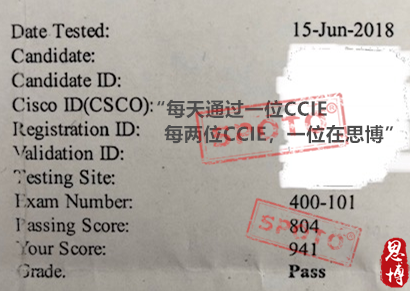 Date Tested: 15-Jun-2018
Candidate:
Candidate ID:
Cisco ID(CSCO):
“每天通过一位CCIE
Registration ID:
每两位CCIE，一位在思博”
SPOTO®
Validation ID:
Testing Site:
Exam Number: 400-101
Passing Score: 804
SPOTO®
Your Score: 941
Grade. Pass
思博